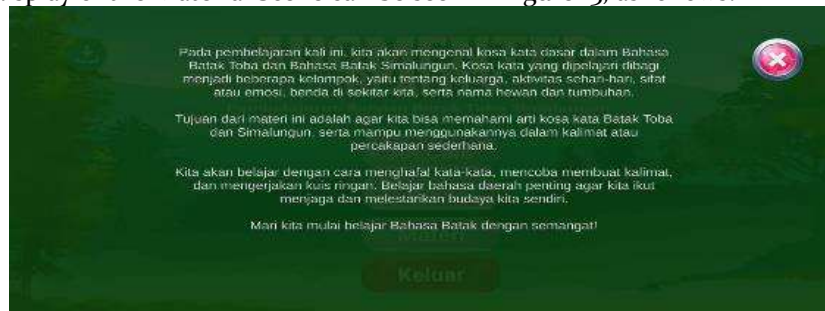 Pada pembelajaran kali ini, kita akan mengenal kosa kata dasar dalam Bahasa
Batak Toba dan Bahasa Batak Simalungun. Kosa kata yang dipelajari dibagi
menjadi beberapa kelompok, yaitu tentang keluarga, aktivitas sehari-hari, sifat
atau emosi, benda di sekitar kita, serta nama hewan dan tumbuhan.
Tujuan dari materi ini adalah agar kita bisa memahami arti kosa kata Batak Toba
dan Simalungun, serta mampu menggunakannya dalam kalimat atau
percakapan sederhana.
Kita akan belajar dengan cara menghafal kata-kata, mencoba membuat kalimat,
dan mengerjakan kuis ringan. Belajar bahasa daerah penting agar kita ikut
menjaga dan melestarikan budaya kita sendiri.
Mari kita mulai belajar Bahasa Batak dengan semangat!
Materi
Keluar